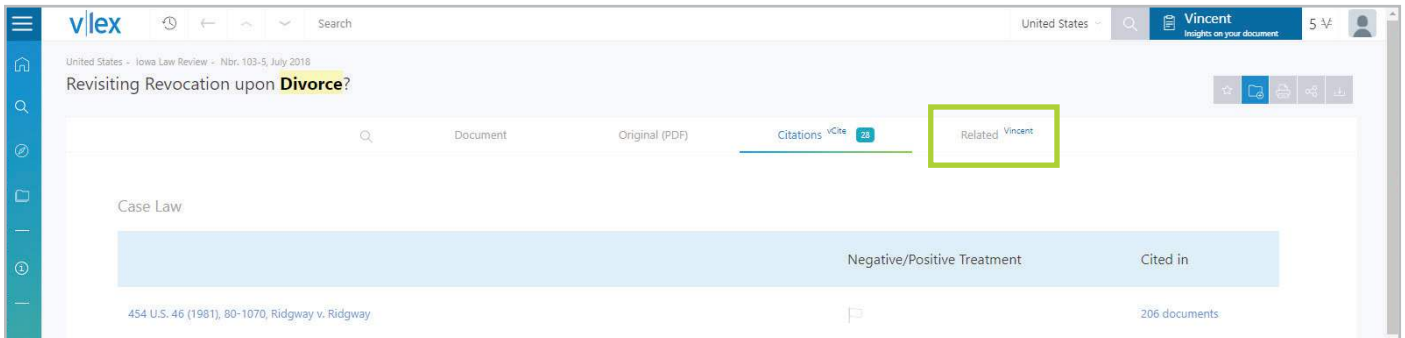 v|lex
Search
United States
Vincent
Insights on your document
5
United States - Iowa Law Review - Nbr. 103-5, July 2018
Revisiting Revocation upon Divorce?
Document
Original (PDF)
Citations vCite 28
Related Vincent
Case Law
Negative/Positive Treatment
Cited in
454 U.S. 46 (1981), 80-1070, Ridgway v. Ridgway
206 documents